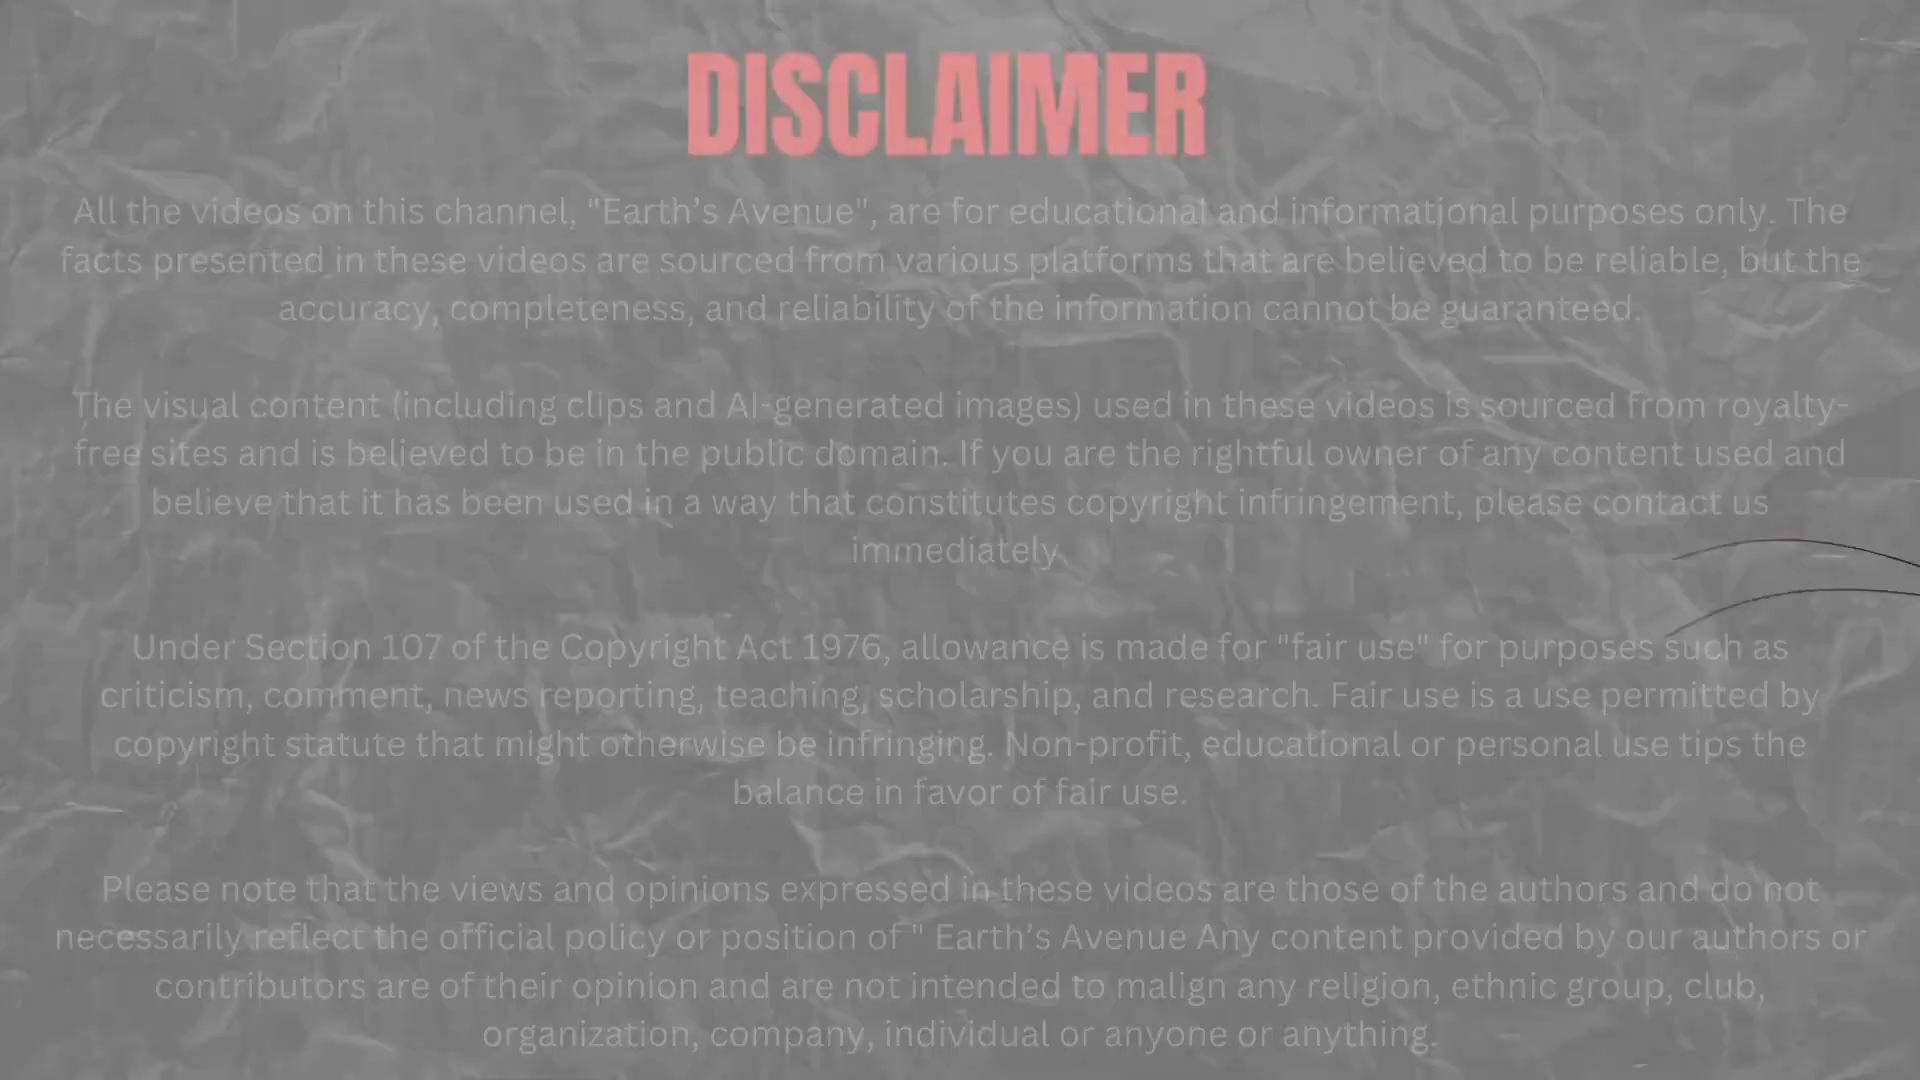 DISCLAIMER
All the videos on this channel, "Earth’s Avenue", are for educational and informational purposes only. The
facts presented in these videos are sourced from various platforms that are believed to be reliable, but the
accuracy, completeness, and reliability of the information cannot be guaranteed.
The visual content (including clips and AI-generated images) used in these videos is sourced from royalty-
free sites and is believed to be in the public domain. If you are the rightful owner of any content used and
believe that it has been used in a way that constitutes copyright infringement, please contact us
immediately.
Under Section 107 of the Copyright Act 1976, allowance is made for "fair use" for purposes such as
criticism, comment, news reporting, teaching, scholarship, and research. Fair use is a use permitted by
copyright statute that might otherwise be infringing. Non-profit, educational or personal use tips the
balance in favor of fair use.
Please note that the views and opinions expressed in these videos are those of the authors and do not
necessarily reflect the official policy or position of " Earth’s Avenue Any content provided by our authors or
contributors are of their opinion and are not intended to malign any religion, ethnic group, club,
organization, company, individual or anyone or anything.